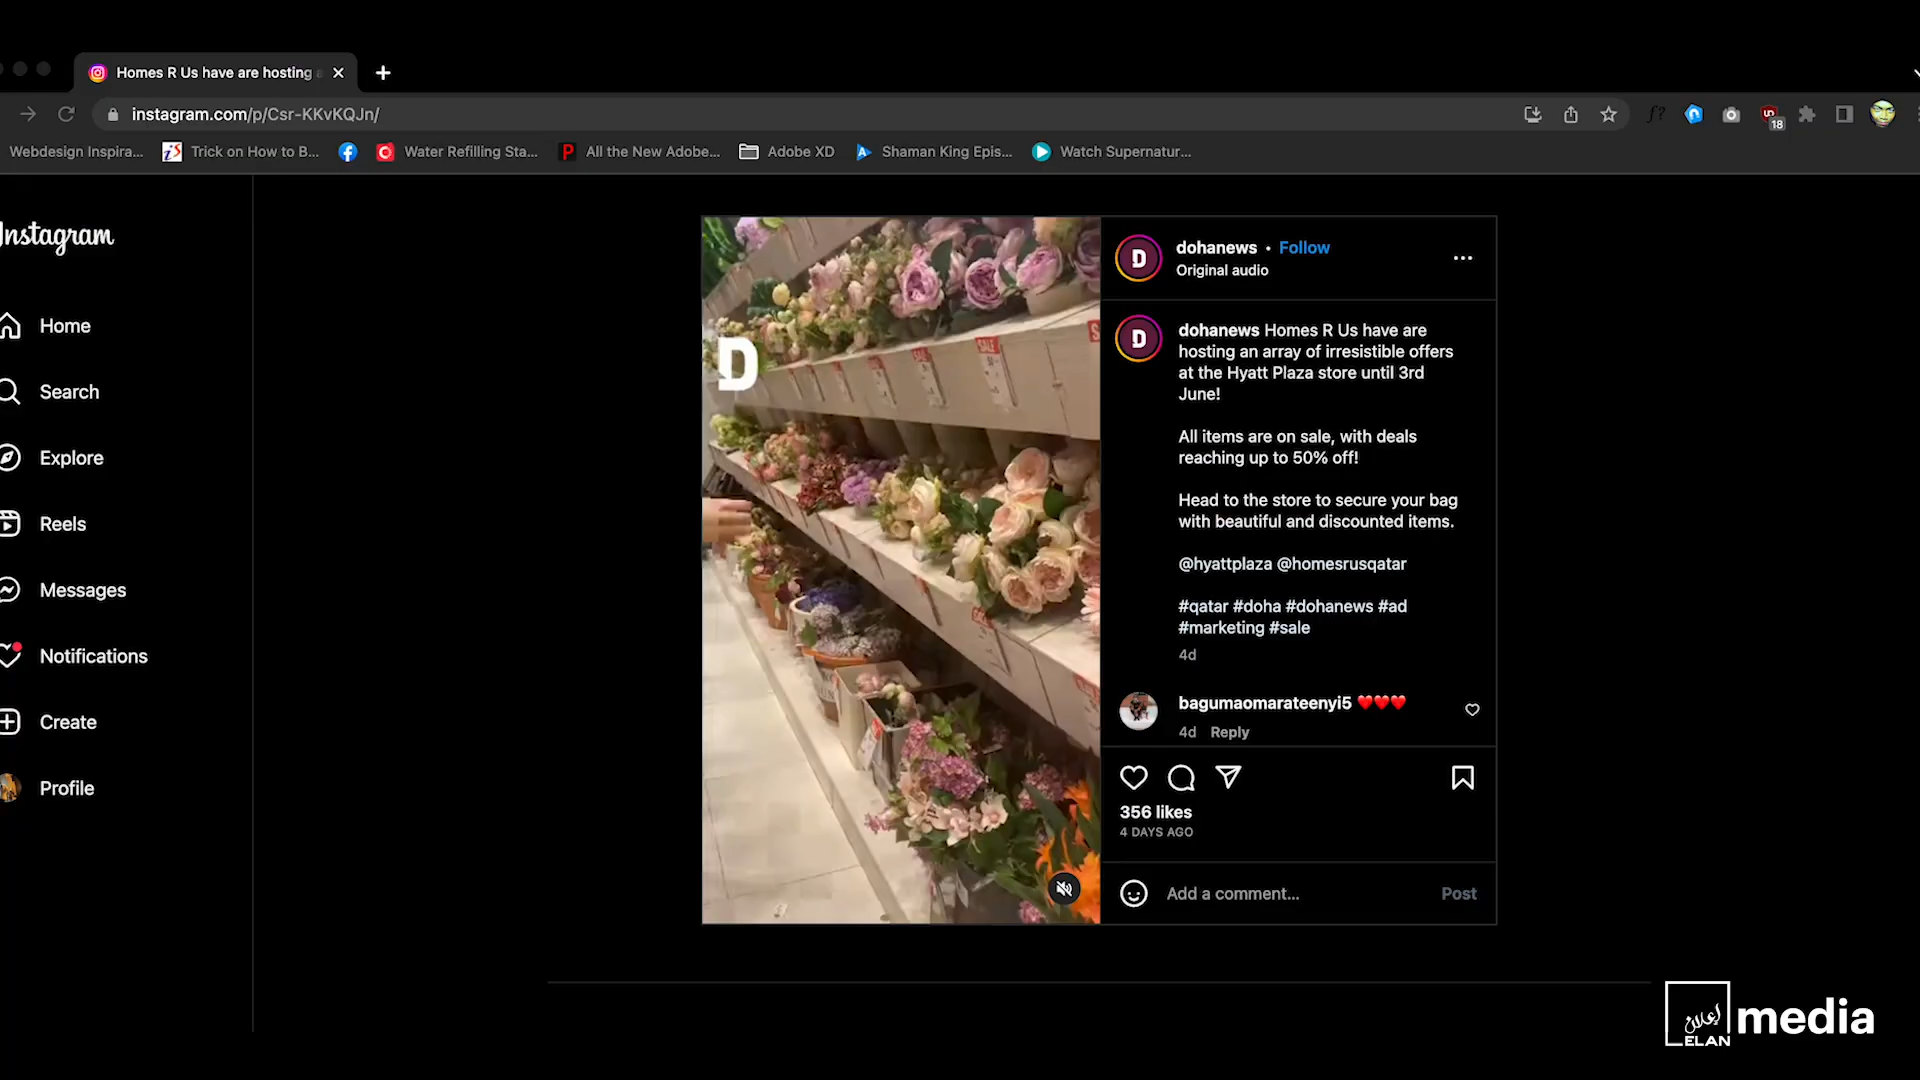 Homes R Us have are hosting
instagram.com/p/Csr-KKvKQJn/
18
Webdesign Inspira...
Trick on How to B...
Water Refilling Sta...
All the New Adobe...
Adobe XD
Shaman King Epis...
Watch Supernatur...
Instagram
Home
Search
Explore
Reels
Messages
Notifications
Create
Profile
D
SALE
SALE
D
dohanews • Follow
Original audio
D
dohanews Homes R Us have are
hosting an array of irresistible offers
at the Hyatt Plaza store until 3rd
June!
All items are on sale, with deals
reaching up to 50% off!
Head to the store to secure your bag
with beautiful and discounted items.
@hyattplaza @homesrusqatar
#qatar #doha #dohanews #ad
#marketing #sale
4d
bagumaomarateenyi5 ❤️❤️❤️
4d Reply
356 likes
4 DAYS AGO
Add a comment...
Post
إعلان
ELAN
media